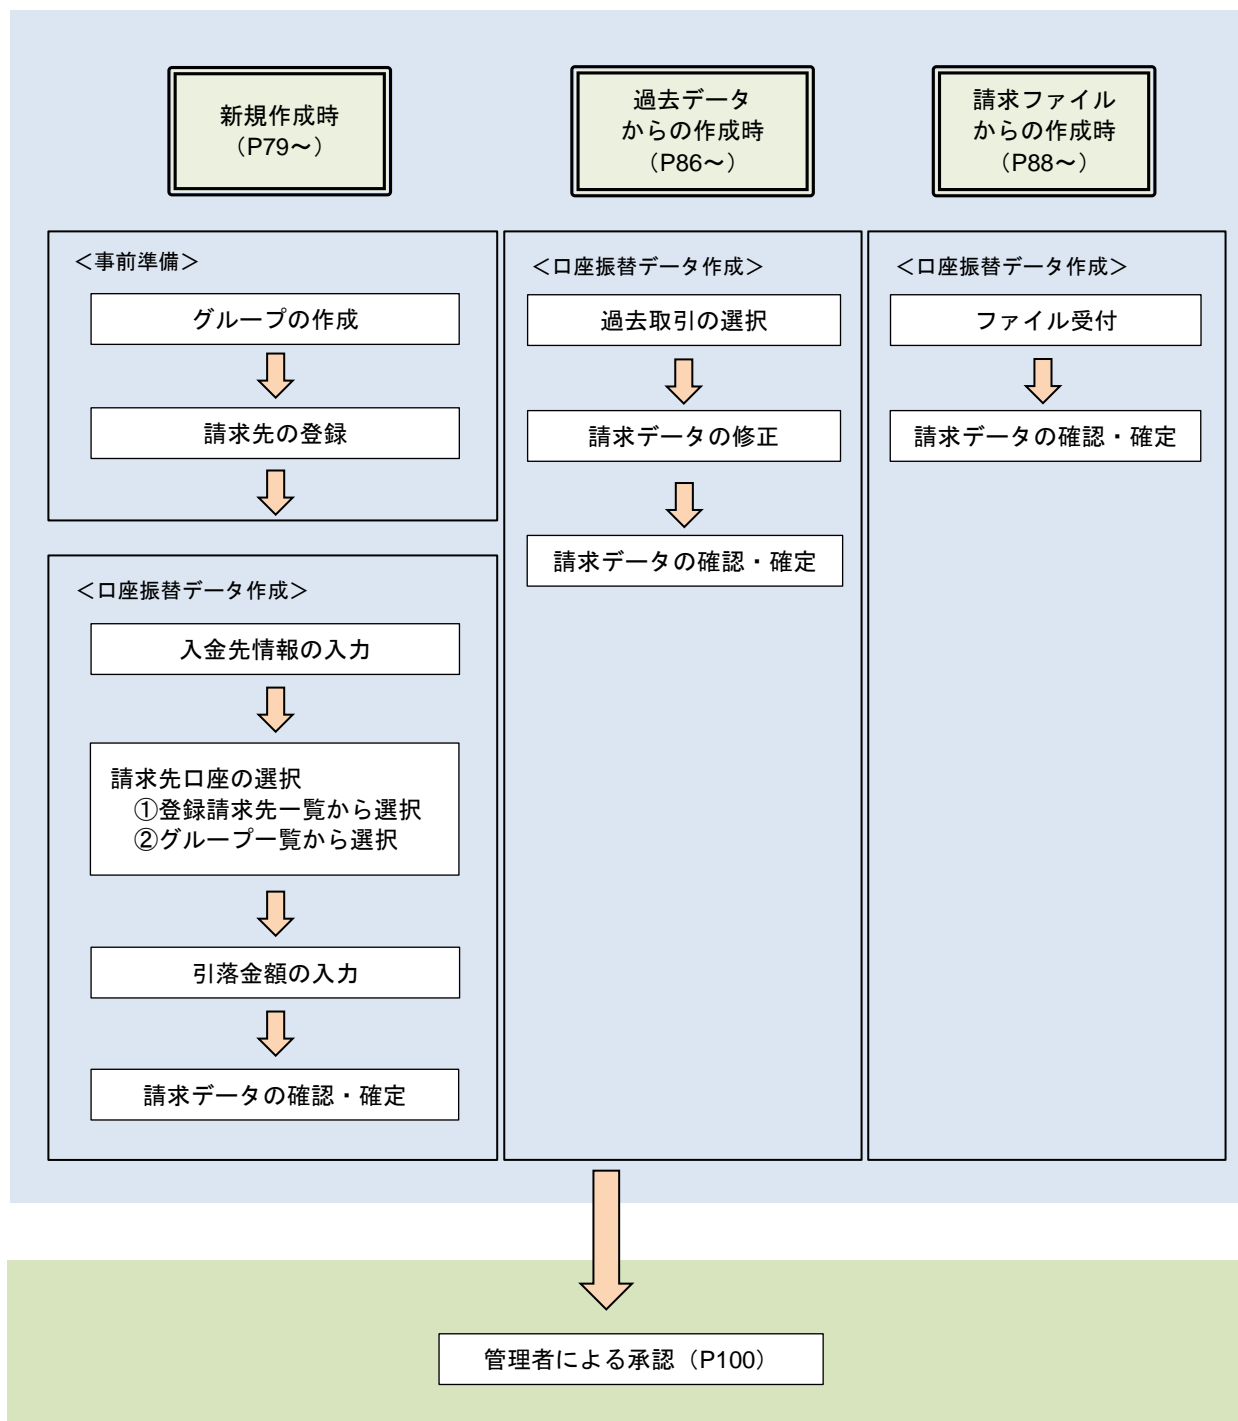 新規作成時
（P79～）
過去データ
からの作成時
（P86～）
請求ファイル
からの作成時
（P88～）
＜事前準備＞
グループの作成
請求先の登録
＜口座振替データ作成＞
入金先情報の入力
請求先口座の選択
①登録請求先一覧から選択
②グループ一覧から選択
引落金額の入力
請求データの確認・確定
＜口座振替データ作成＞
過去取引の選択
請求データの修正
請求データの確認・確定
＜口座振替データ作成＞
ファイル受付
請求データの確認・確定
管理者による承認（P100）